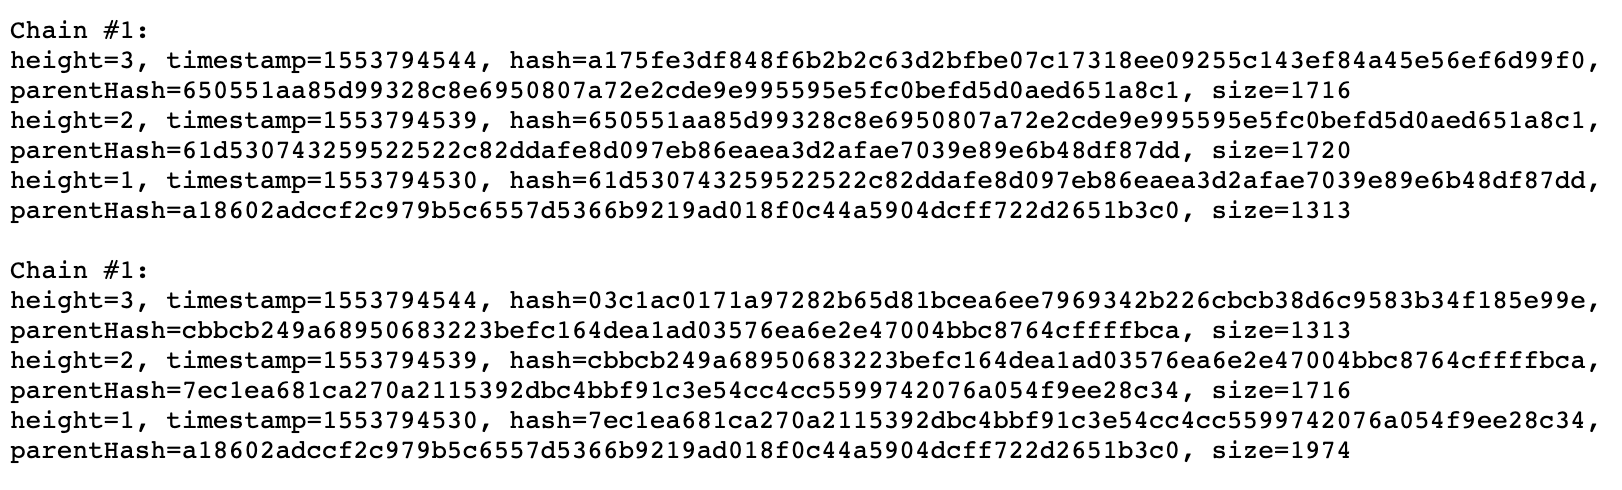 Chain #1:
height=3, timestamp=1553794544, hash=a175fe3df848f6b2b2c63d2bfbe07c17318ee09255c143ef84a45e56ef6d99f0,
parentHash=650551aa85d99328c8e6950807a72e2cde9e995595e5fc0befd5d0aed651a8c1, size=1716
height=2, timestamp=1553794539, hash=650551aa85d99328c8e6950807a72e2cde9e995595e5fc0befd5d0aed651a8c1,
parentHash=61d530743259522522c82ddafe8d097eb86eaea3d2afae7039e89e6b48df87dd, size=1720
height=1, timestamp=1553794530, hash=61d530743259522522c82ddafe8d097eb86eaea3d2afae7039e89e6b48df87dd,
parentHash=a18602adccf2c979b5c6557d5366b9219ad018f0c44a5904dcff722d2651b3c0, size=1313
Chain #1:
height=3, timestamp=1553794544, hash=03c1ac0171a97282b65d81bcea6ee7969342b226cbcb38d6c9583b34f185e99e,
parentHash=cbbcb249a68950683223befc164dea1ad03576ea6e2e47004bbc8764cffffbca, size=1313
height=2, timestamp=1553794539, hash=cbbcb249a68950683223befc164dea1ad03576ea6e2e47004bbc8764cffffbca,
parentHash=7ec1ea681ca270a2115392dbc4bbf91c3e54cc4cc5599742076a054f9ee28c34, size=1716
height=1, timestamp=1553794530, hash=7ec1ea681ca270a2115392dbc4bbf91c3e54cc4cc5599742076a054f9ee28c34,
parentHash=a18602adccf2c979b5c6557d5366b9219ad018f0c44a5904dcff722d2651b3c0, size=1974